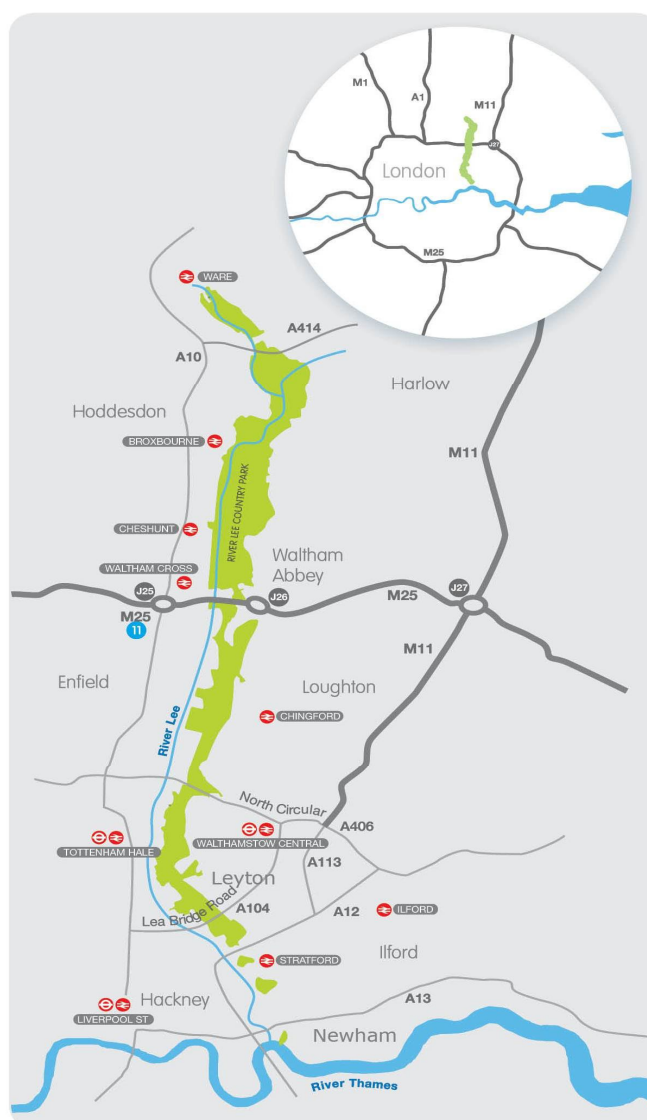 M1
A1
M11
J27
London
M25
WARE
A414
A10
Harlow
Hoddesdon
BROXBOURNE
M11
RIVER LEE COUNTRY PARK
CHESHUNT
Waltham
Abbey
WALTHAM CROSS
J25
J26
J27
M25
M25
11
M11
Enfield
Loughton
River Lee
CHINGFORD
North Circular
A406
TOTTENHAM HALE
WALTHAMSTOW CENTRAL
A113
Leyton
Lea Bridge Road
A104
A12
ILFORD
Ilford
STRATFORD
Hackney
LIVERPOOL ST
A13
Newham
River Thames